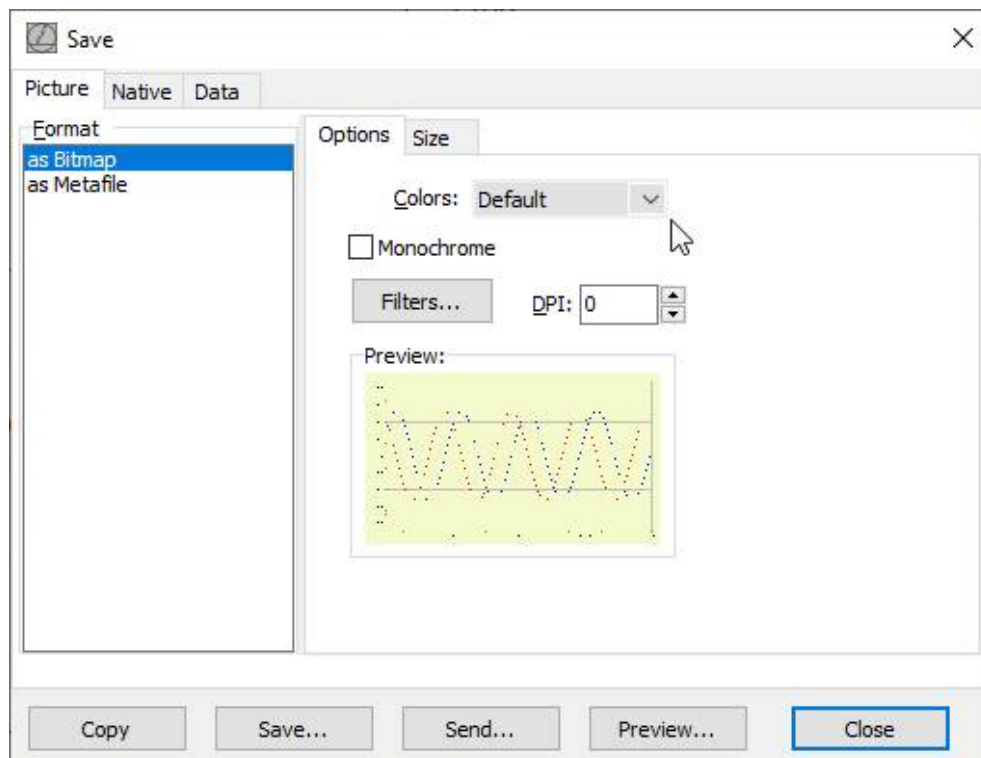 Save
Picture Native Data
Format
as Bitmap
as Metafile
Options Size
Colors: Default
Monochrome
Filters... DPI: 0
Preview:
Copy Save... Send... Preview... Close